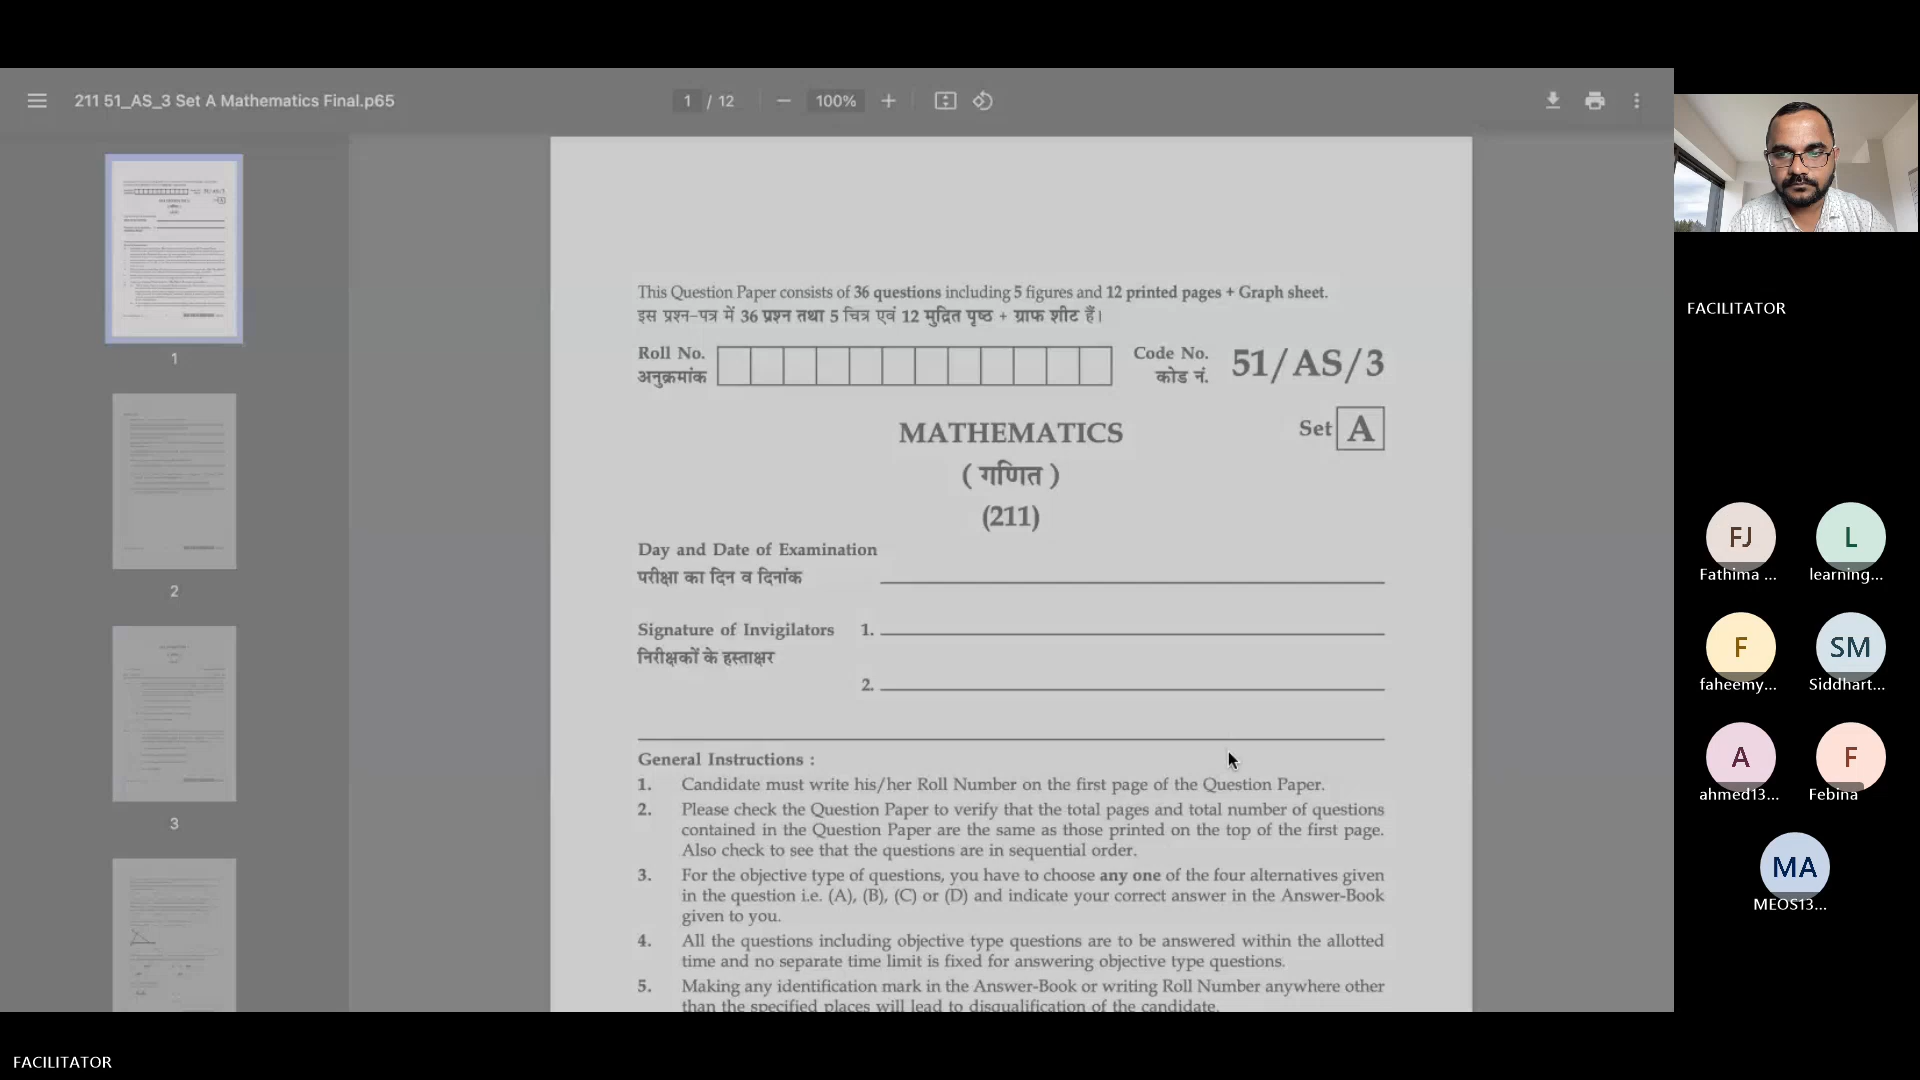 211 51_AS_3 Set A Mathematics Final.p65
1 / 12
100%
1
2
3
This Question Paper consists of 36 questions including 5 figures and 12 printed pages + Graph sheet.
इस प्रश्न-पत्र में 36 प्रश्न तथा 5 चित्र एवं 12 मुद्रित पृष्ठ + ग्राफ शीट हैं।
Roll No.
अनुक्रमांक
Code No.
कोड नं.
51/AS/3
Set A
MATHEMATICS
( गणित )
(211)
Day and Date of Examination
परीक्षा का दिन व दिनांक
Signature of Invigilators 1.
निरीक्षकों के हस्ताक्षर
2.
General Instructions :
1. Candidate must write his/her Roll Number on the first page of the Question Paper.
2. Please check the Question Paper to verify that the total pages and total number of questions
contained in the Question Paper are the same as those printed on the top of the first page.
Also check to see that the questions are in sequential order.
3. For the objective type of questions, you have to choose any one of the four alternatives given
in the question i.e. (A), (B), (C) or (D) and indicate your correct answer in the Answer-Book
given to you.
4. All the questions including objective type questions are to be answered within the allotted
time and no separate time limit is fixed for answering objective type questions.
5. Making any identification mark in the Answer-Book or writing Roll Number anywhere other
than the specified places will lead to disqualification of the candidate.
FACILITATOR
FJ
Fathima ...
L
learning...
F
faheemy...
SM
Siddhart...
A
ahmed13...
F
Febina
MA
MEOS13...
FACILITATOR